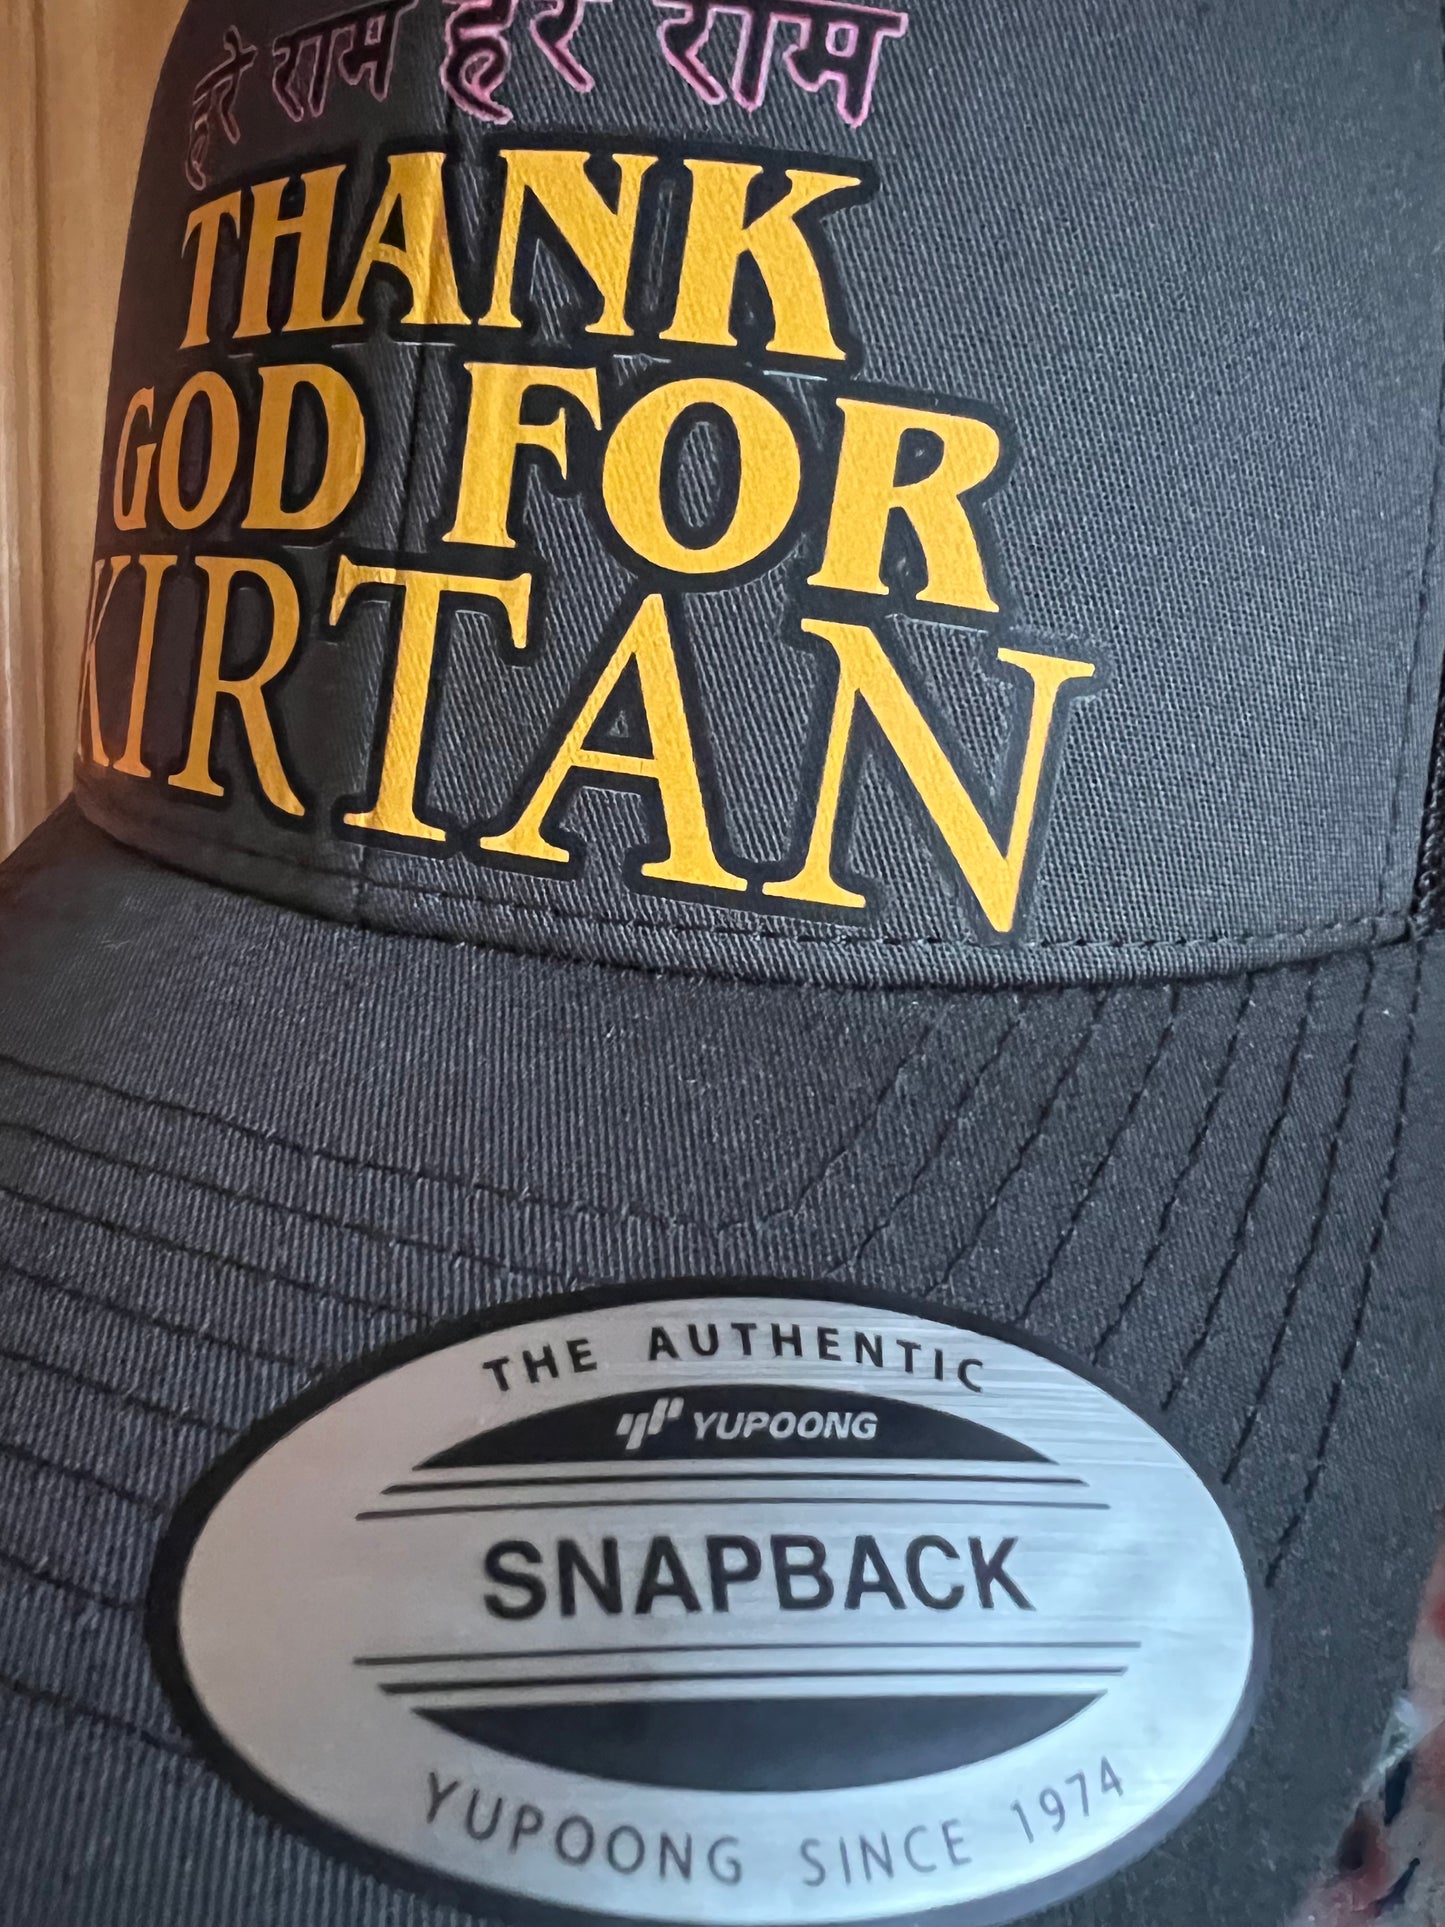 हरे राम हरे राम
THANK
GOD FOR
KIRTAN
THE AUTHENTIC
YUPOONG
SNAPBACK
YUPOONG SINCE 1974